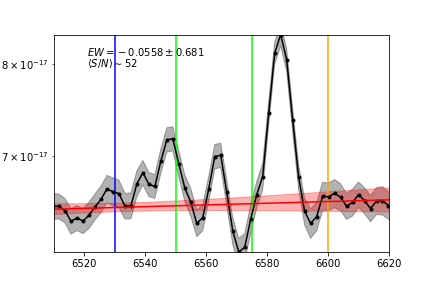 EW = −0.0558 ± 0.681
⟨S/N⟩ ~ 52
8 × 10⁻¹⁷
7 × 10⁻¹⁷
6520 6540 6560 6580 6600 6620